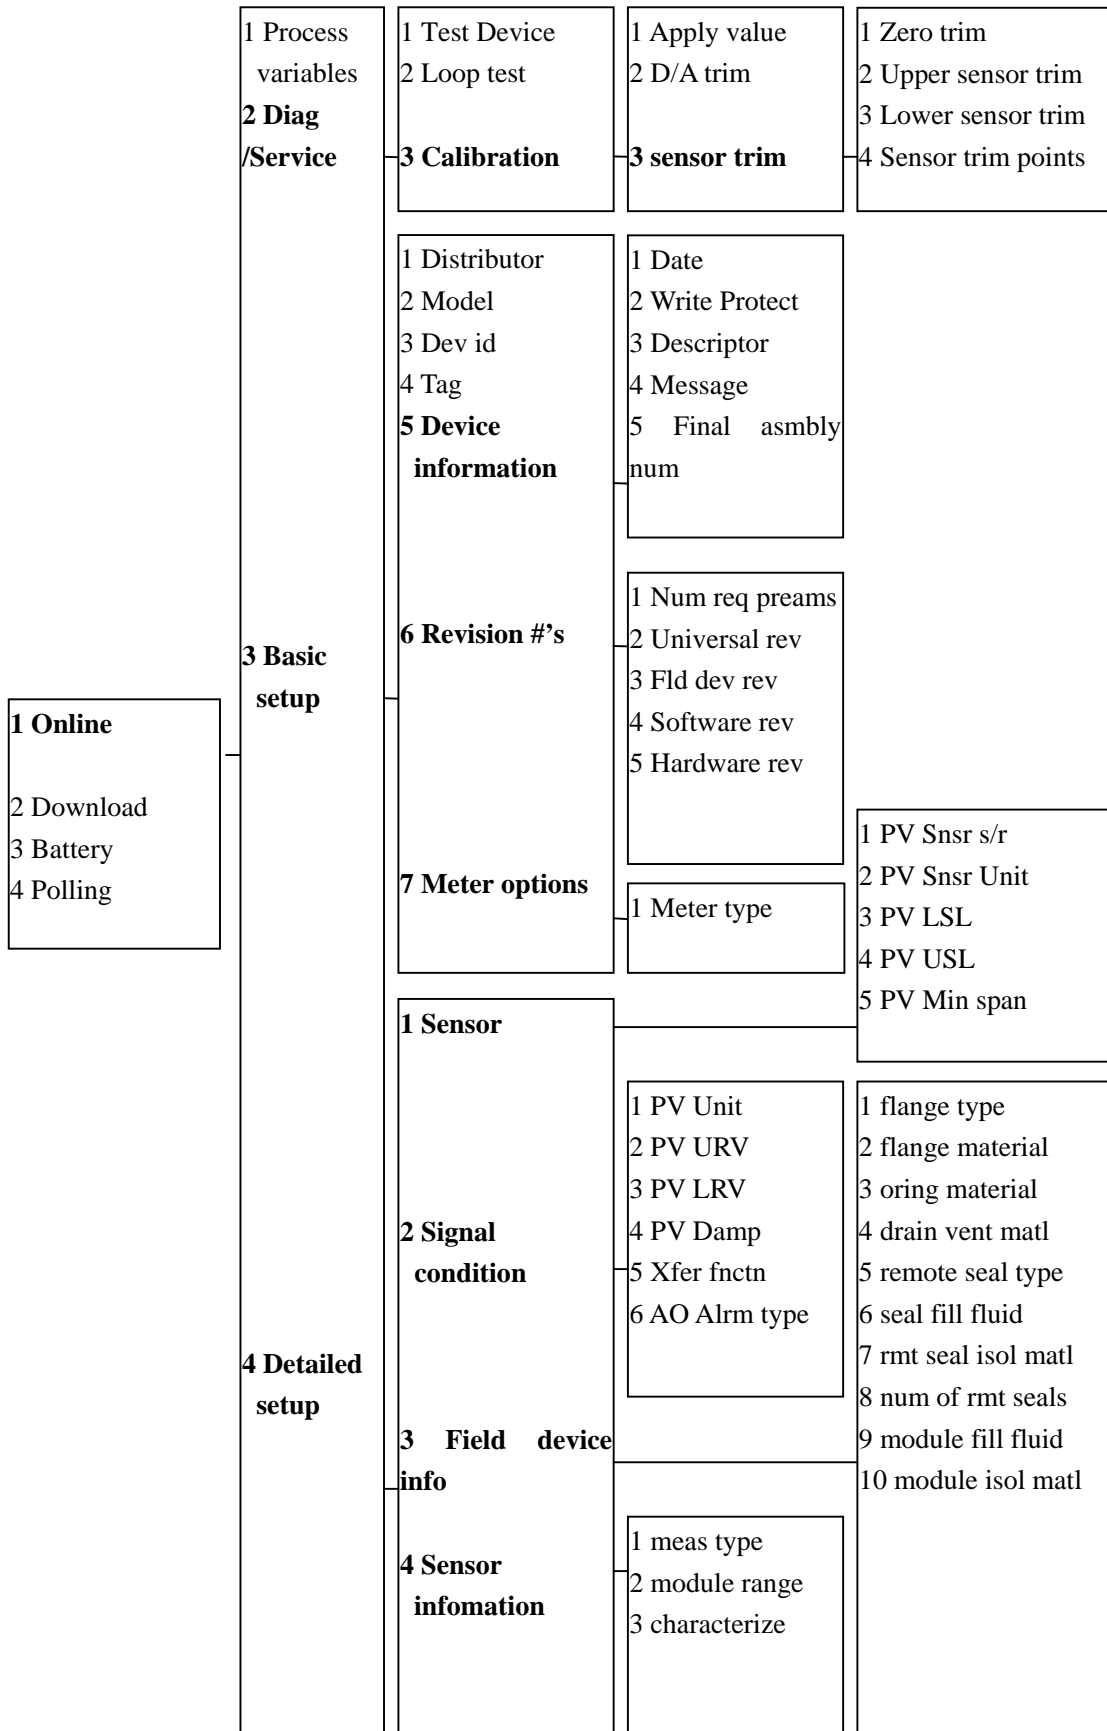 1 Online
2 Download
3 Battery
4 Polling
1 Process
variables
2 Diag
/Service
3 Basic
setup
4 Detailed
setup
1 Test Device
2 Loop test
3 Calibration
1 Apply value
2 D/A trim
3 sensor trim
1 Zero trim
2 Upper sensor trim
3 Lower sensor trim
4 Sensor trim points
1 Distributor
2 Model
3 Dev id
4 Tag
5 Device
information
6 Revision #’s
7 Meter options
1 Date
2 Write Protect
3 Descriptor
4 Message
5 Final asmbly
num
1 Num req preams
2 Universal rev
3 Fld dev rev
4 Software rev
5 Hardware rev
1 Meter type
1 Sensor
2 Signal
condition
3 Field device
info
4 Sensor
infomation
1 PV Snsr s/r
2 PV Snsr Unit
3 PV LSL
4 PV USL
5 PV Min span
1 PV Unit
2 PV URV
3 PV LRV
4 PV Damp
5 Xfer fnctn
6 AO Alrm type
1 flange type
2 flange material
3 oring material
4 drain vent matl
5 remote seal type
6 seal fill fluid
7 rmt seal isol matl
8 num of rmt seals
9 module fill fluid
10 module isol matl
1 meas type
2 module range
3 characterize